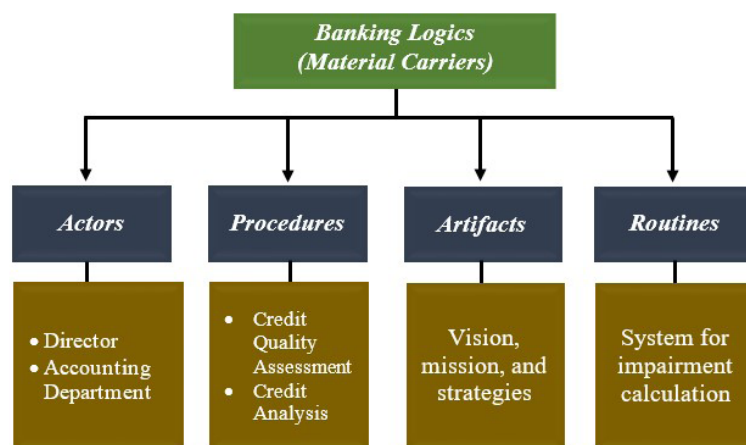 Banking Logics
(Material Carriers)
Actors
Procedures
Artifacts
Routines
• Director
• Accounting
Department
• Credit
Quality
Assessment
• Credit
Analysis
Vision,
mission, and
strategies
System for
impairment
calculation